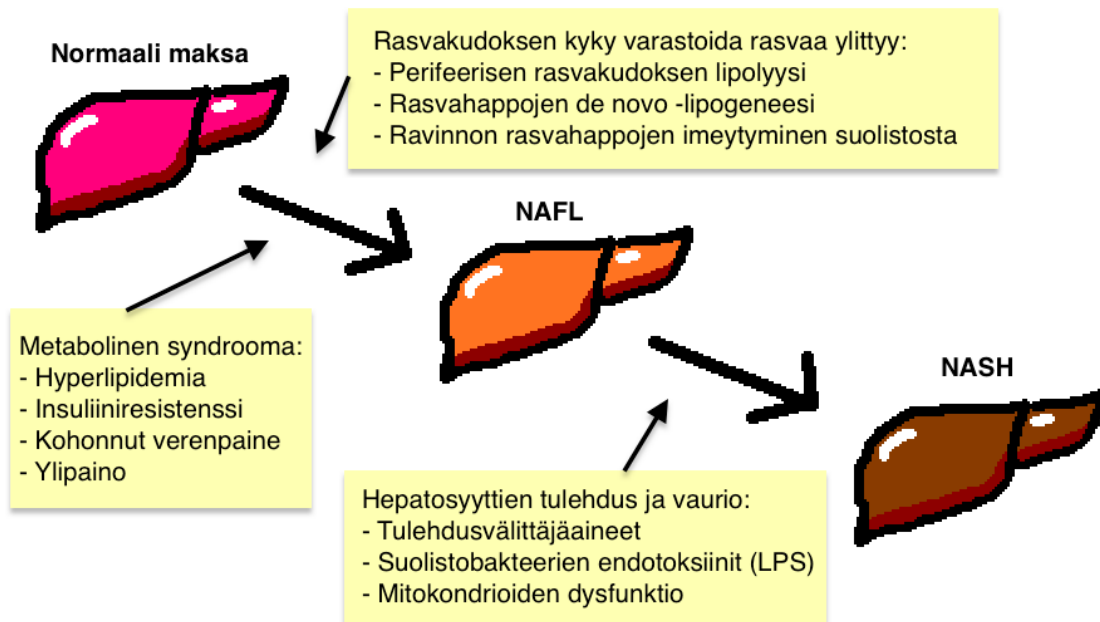 Normaali maksa
Rasvakudoksen kyky varastoida rasvaa ylittyy:
- Perifeerisen rasvakudoksen lipolyysi
- Rasvahappojen de novo -lipogeneesi
- Ravinnon rasvahappojen imeytyminen suolistosta
NAFL
Metabolinen syndrooma:
- Hyperlipidemia
- Insuliiniresistenssi
- Kohonnut verenpaine
- Ylipaino
NASH
Hepatosyyttien tulehdus ja vaurio:
- Tulehdusvälittäjäaineet
- Suolistobakteerien endotoksiinit (LPS)
- Mitokondrioiden dysfunktio